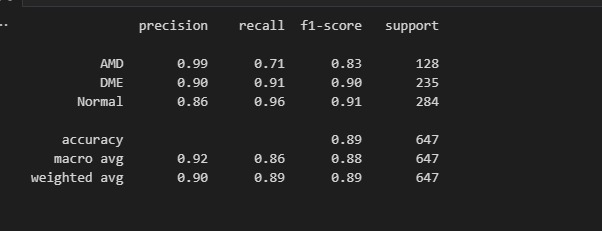 precision recall f1-score support
AMD 0.99 0.71 0.83 128
DME 0.90 0.91 0.90 235
Normal 0.86 0.96 0.91 284
accuracy 0.89 647
macro avg 0.92 0.86 0.88 647
weighted avg 0.90 0.89 0.89 647